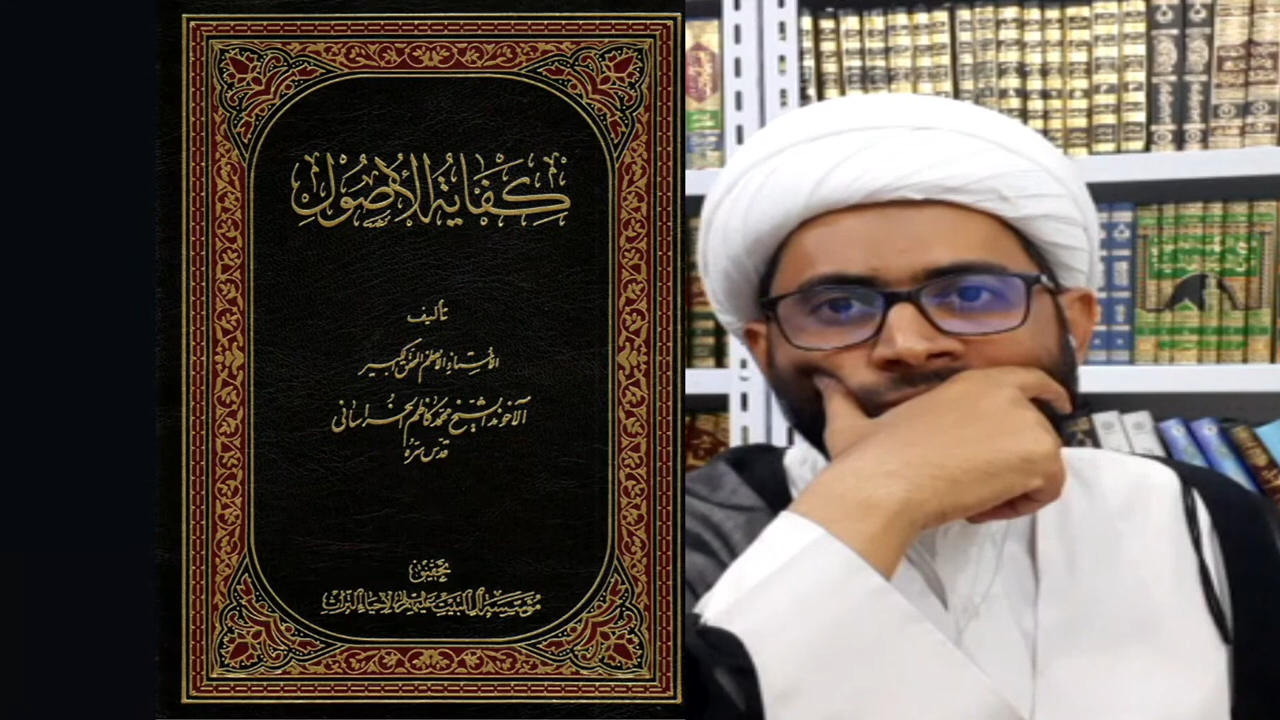 كفاية الأصول
تأليف
الأستاذ الأعظم المحقق الكبير
الآخوند الشيخ محمد كاظم الخراساني
قدس سره
تحقيق
مؤسسة آل البيت عليهم السلام لإحياء التراث